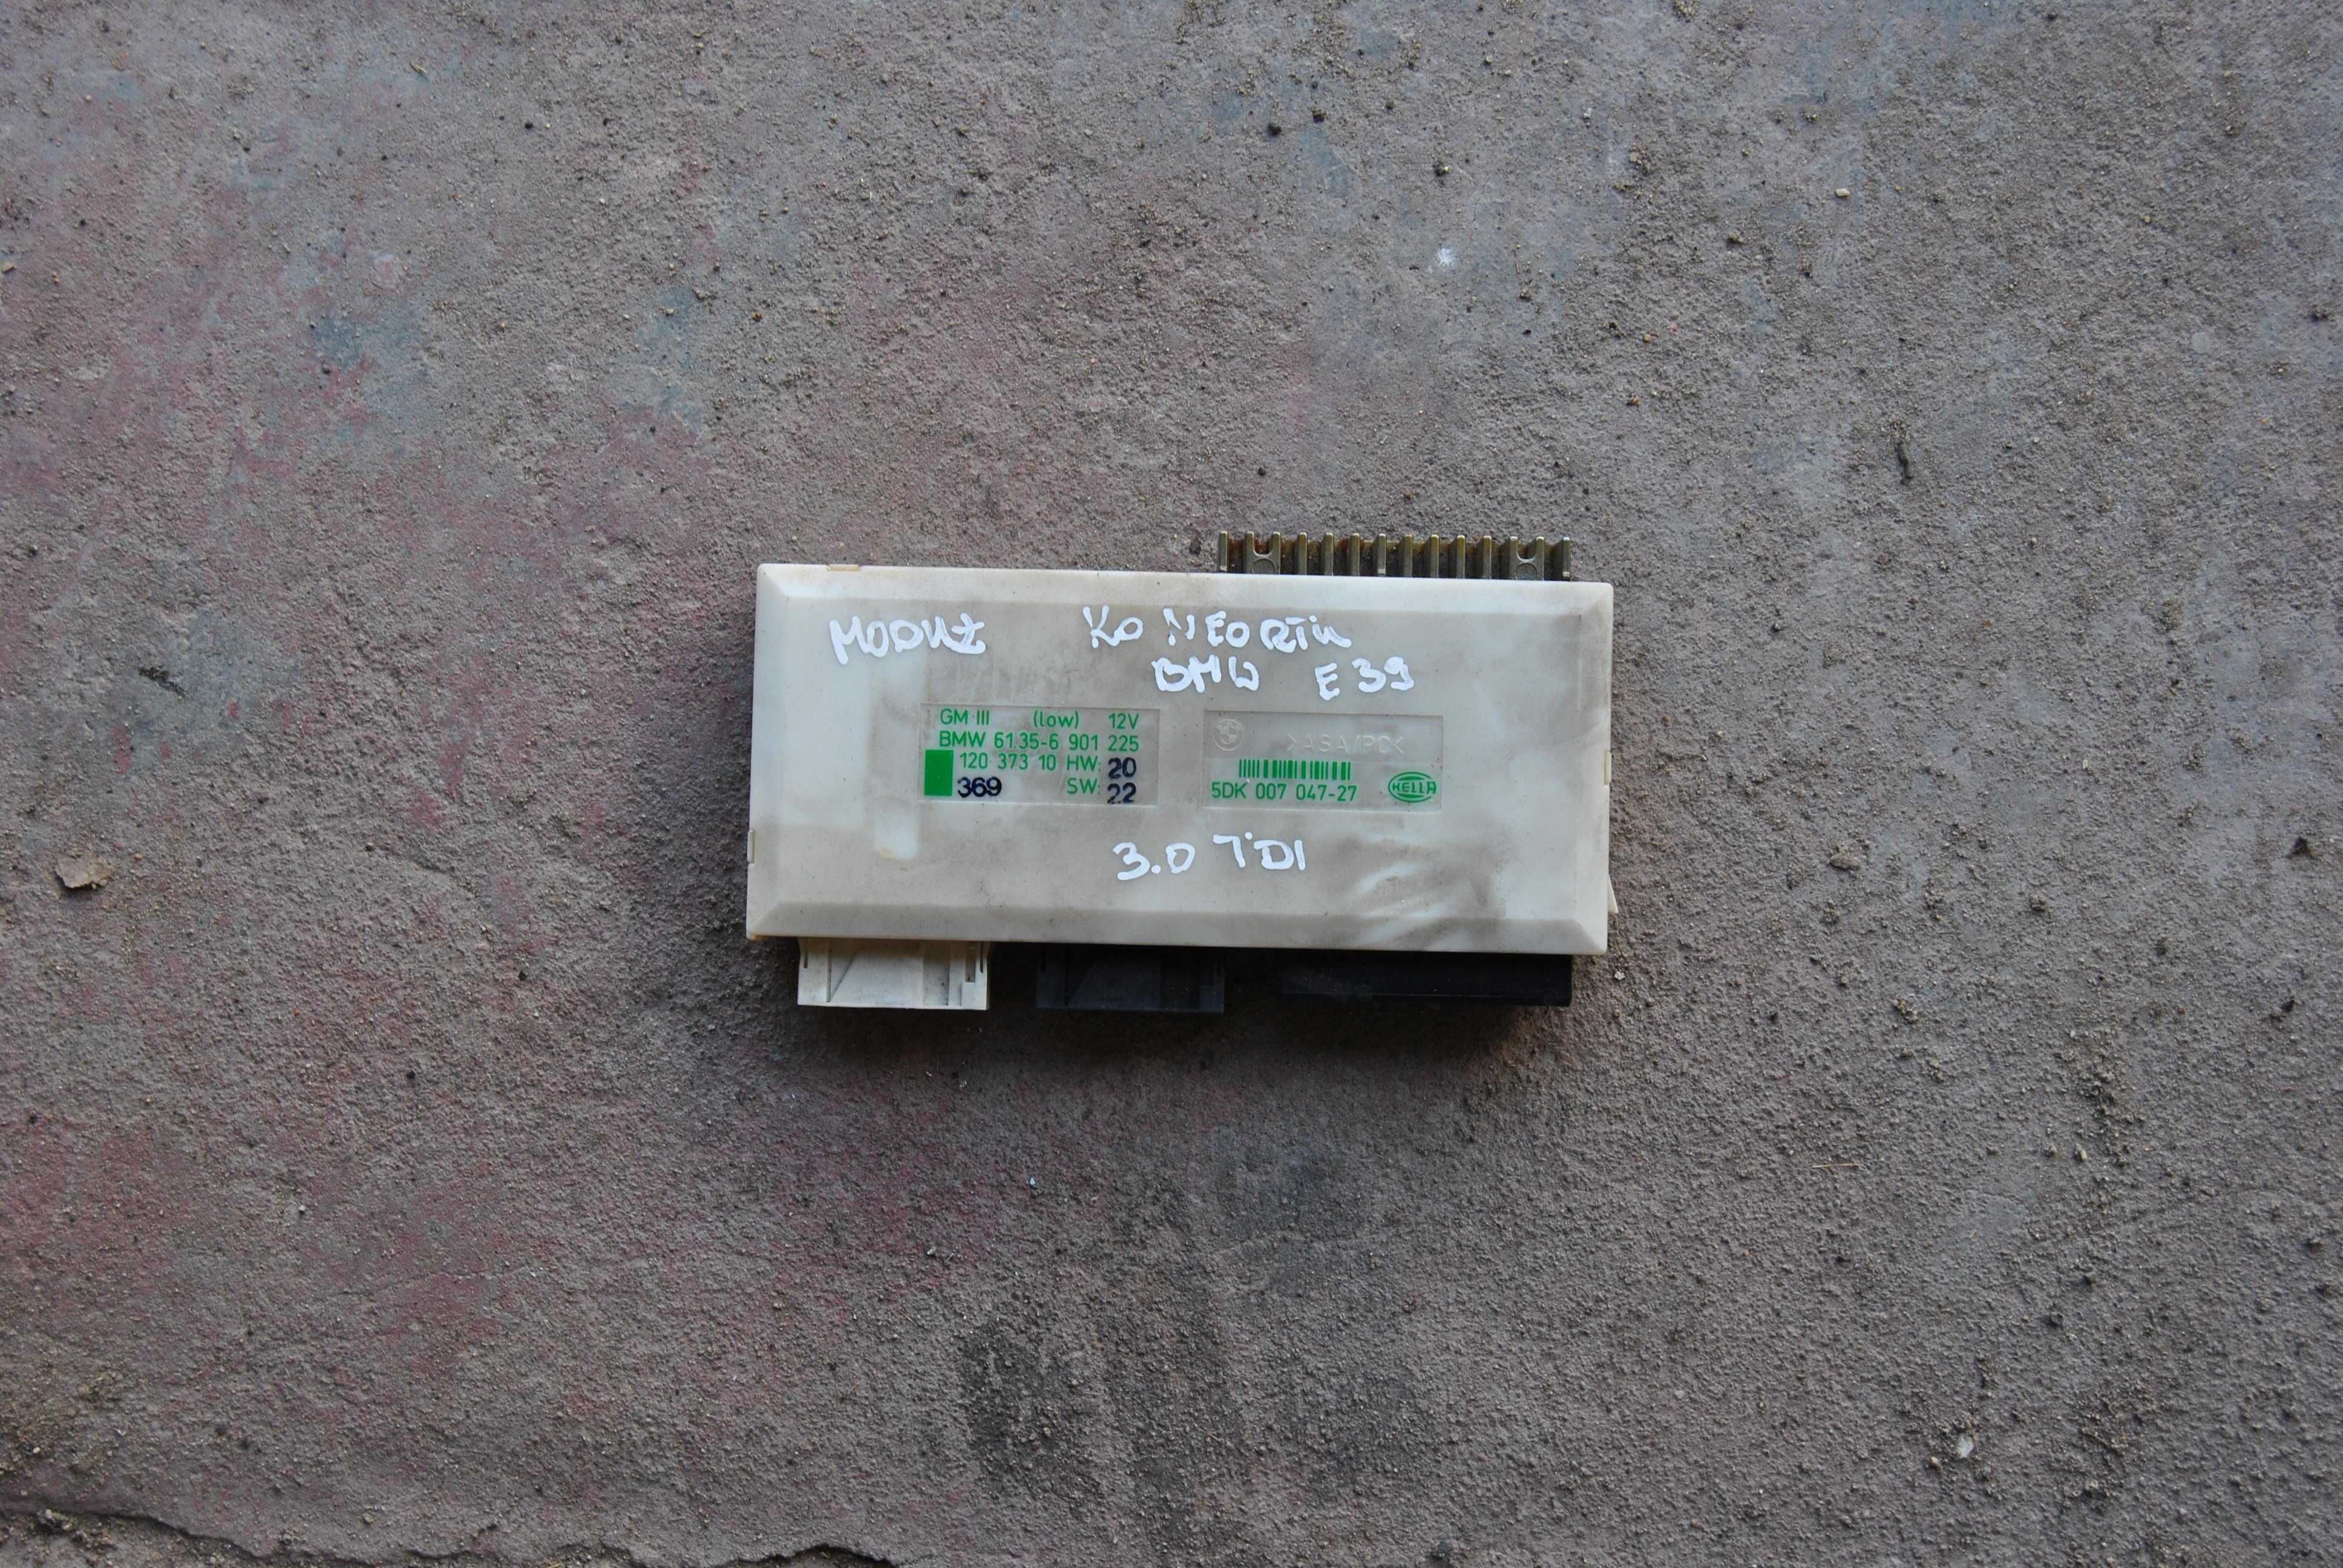 MODUŁ KOMFORTU
BMW E39
GM III (low) 12V
BMW 61.35-6 901 225
120 373 10 HW: 20
369 SW: 22
>ASA/PC<
5DK 007 047-27 HELLA
3.0 TDI